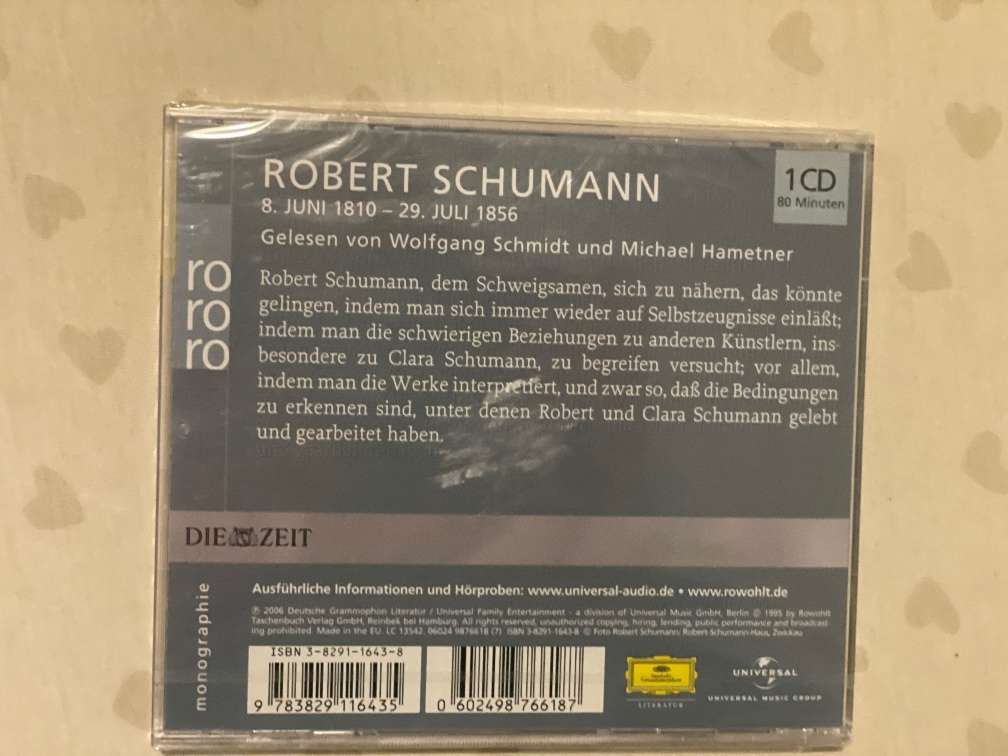 ROBERT SCHUMANN
8. JUNI 1810 – 29. JULI 1856
1CD
80 Minuten
Gelesen von Wolfgang Schmidt und Michael Hametner
ro
ro
ro
Robert Schumann, dem Schweigsamen, sich zu nähern, das könnte
gelingen, indem man sich immer wieder auf Selbstzeugnisse einläßt;
indem man die schwierigen Beziehungen zu anderen Künstlern, ins-
besondere zu Clara Schumann, zu begreifen versucht; vor allem,
indem man die Werke interpretiert, und zwar so, daß die Bedingungen
zu erkennen sind, unter denen Robert und Clara Schumann gelebt
und gearbeitet haben.
DIE ZEIT
monographie
Ausführliche Informationen und Hörproben: www.universal-audio.de • www.rowohlt.de
℗ 2006 Deutsche Grammophon Literatur / Universal Family Entertainment - a division of Universal Music GmbH, Berlin © 1995 by Rowohlt
Taschenbuch Verlag GmbH, Reinbek bei Hamburg. All rights reserved, unauthorized copying, hiring, lending, public performance and broadcast-
ing prohibited. Made in the EU. LC 13542. 06024 9876618 (7) ISBN 3-8291-1643-8 © Foto Robert Schumann: Robert-Schumann-Haus, Zwickau
ISBN 3-8291-1643-8
9 783829 116435
0 602498 766187
Deutsche
Grammophon
LITERATUR
UNIVERSAL
UNIVERSAL MUSIC GROUP